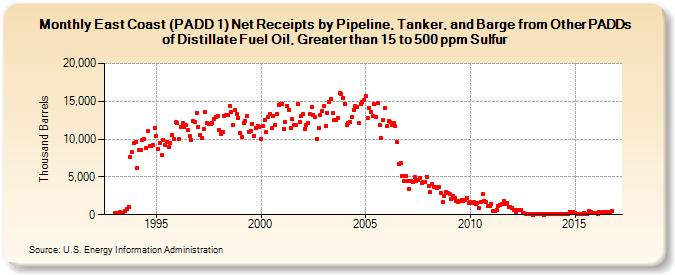 Monthly East Coast (PADD 1) Net Receipts by Pipeline, Tanker, and Barge from Other PADDs
of Distillate Fuel Oil, Greater than 15 to 500 ppm Sulfur
Thousand Barrels
20,000
15,000
10,000
5,000
0
1995
2000
2005
2010
2015
Source: U.S. Energy Information Administration